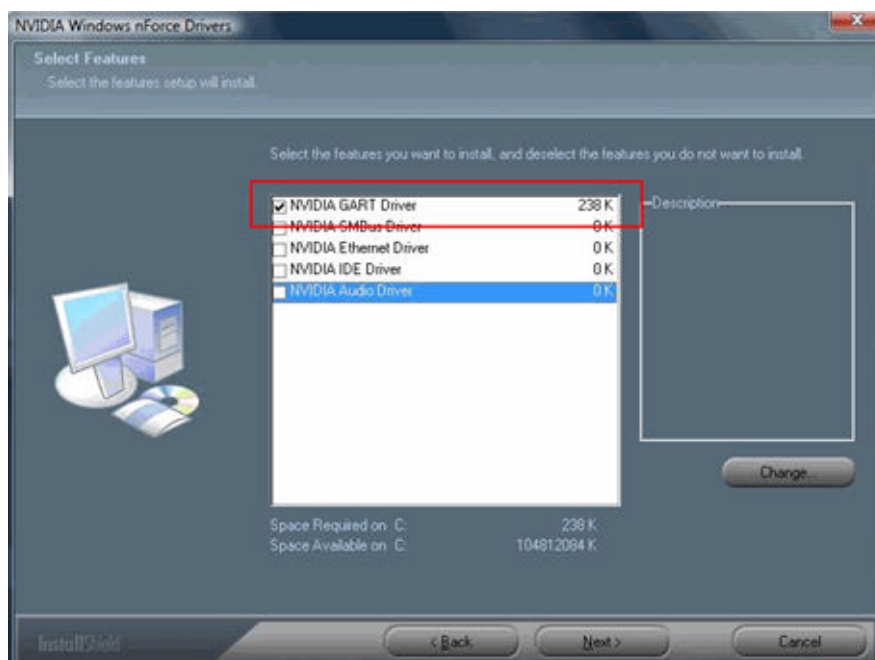 NVIDIA Windows nForce Drivers
Select Features
Select the features setup will install.
Select the features you want to install, and deselect the features you do not want to install.
NVIDIA GART Driver 238 K
NVIDIA SMBus Driver 0 K
NVIDIA Ethernet Driver 0 K
NVIDIA IDE Driver 0 K
NVIDIA Audio Driver 0 K
Description
Change...
Space Required on C: 238 K
Space Available on C: 104812084 K
InstallShield
< Back
Next >
Cancel